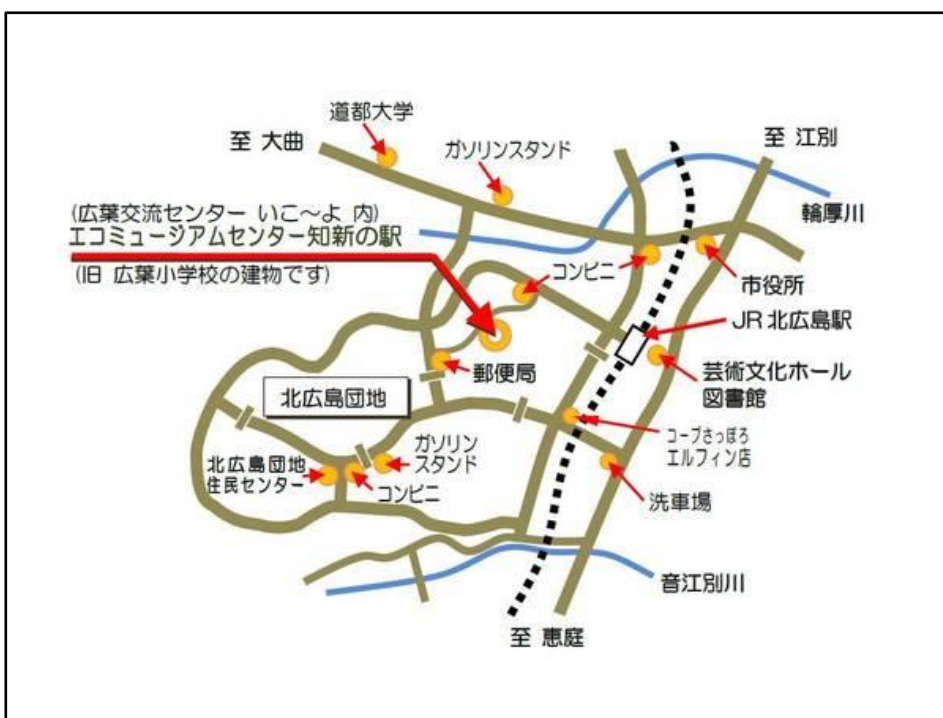 道都大学
至 大曲
ガソリンスタンド
至 江別
(広葉交流センター いこ～よ 内)
エコミュージアムセンター知新の駅
(旧 広葉小学校の建物です)
輪厚川
コンビニ
市役所
JR北広島駅
郵便局
芸術文化ホール
図書館
北広島団地
コープさっぽろ
エルフィン店
ガソリン
スタンド
北広島団地
住民センター
コンビニ
洗車場
音江別川
至 恵庭